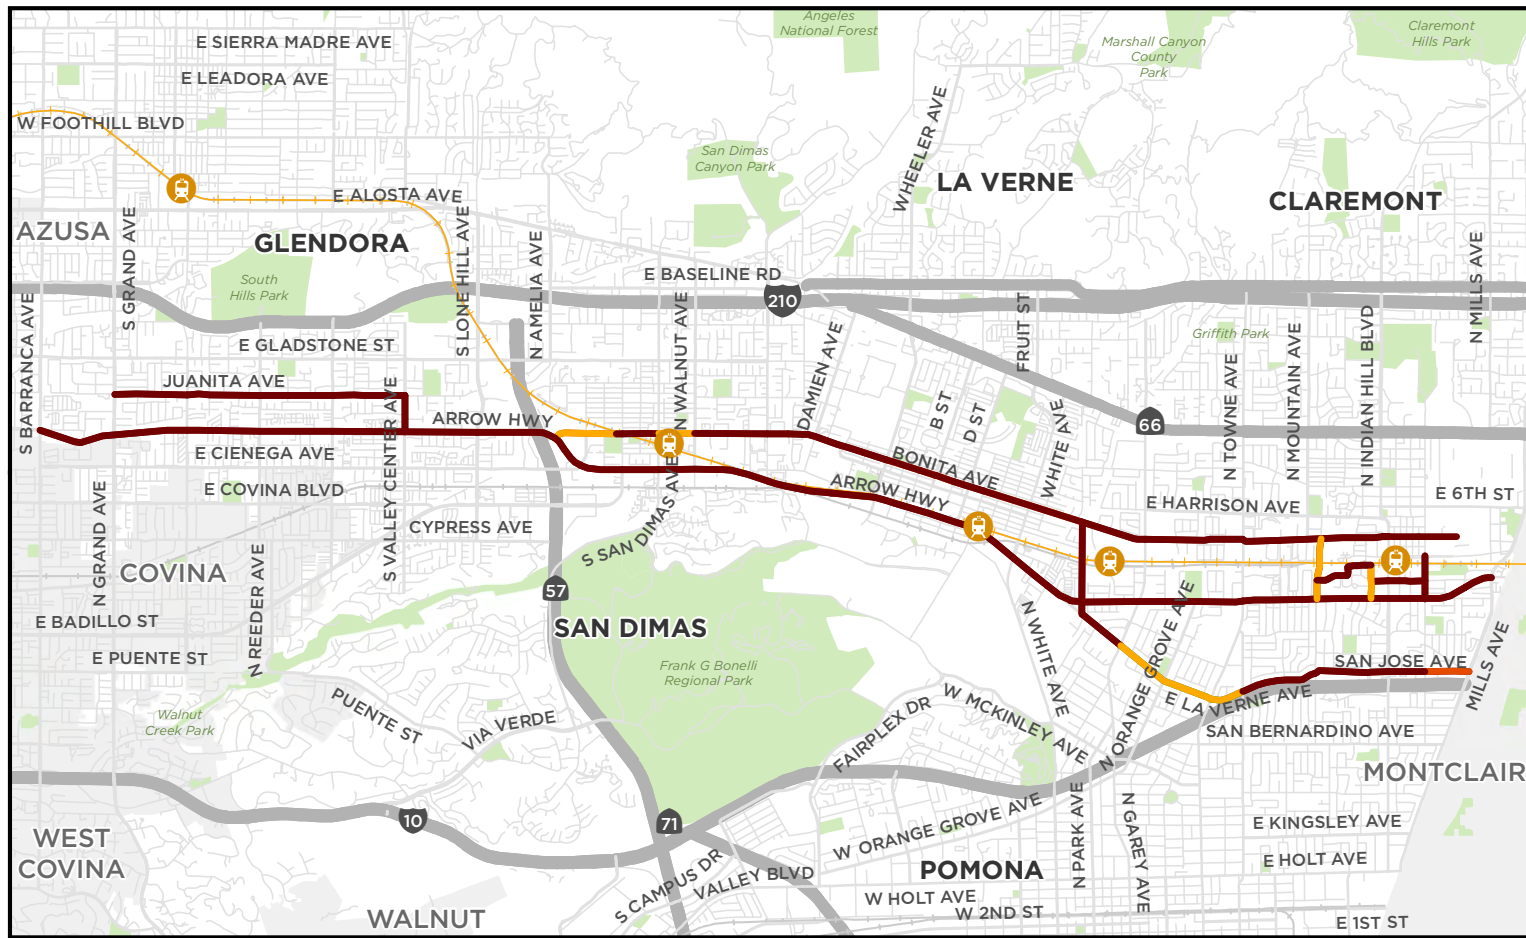 Angeles
National Forest
Claremont
Hills Park
E SIERRA MADRE AVE
Marshall Canyon
County
Park
E LEADORA AVE
W FOOTHILL BLVD
WHEELER AVE
San Dimas
Canyon Park
LA VERNE
E ALOSTA AVE
CLAREMONT
AZUSA
GLENDORA
S GRAND AVE
S LONE HILL AVE
N AMELIA AVE
N MILLS AVE
E BASELINE RD
South
Hills Park
210
S BARRANCA AVE
N WALNUT AVE
DAMIEN AVE
FRUIT ST
Griffith Park
N TOWNE AVE
N MOUNTAIN AVE
N INDIAN HILL BLVD
E GLADSTONE ST
JUANITA AVE
S VALLEY CENTER AVE
ARROW HWY
B ST
D ST
WHITE AVE
66
E CIENEGA AVE
BONITA AVE
E COVINA BLVD
ARROW HWY
E HARRISON AVE
E 6TH ST
N GRAND AVE
CYPRESS AVE
S SAN DIMAS AVE
COVINA
N REEDER AVE
57
E BADILLO ST
SAN DIMAS
N WHITE AVE
N ORANGE GROVE AVE
E PUENTE ST
Frank G Bonelli
Regional Park
SAN JOSE AVE
MILLS AVE
PUENTE ST
W MCKINLEY AVE
E LA VERNE AVE
Walnut
Creek Park
VIA VERDE
FAIRPLEX DR
SAN BERNARDINO AVE
MONTCLAIR
10
71
W ORANGE GROVE AVE
N PARK AVE
N GAREY AVE
E KINGSLEY AVE
WEST
COVINA
S CAMPUS DR
VALLEY BLVD
POMONA
E HOLT AVE
W HOLT AVE
WALNUT
W 2ND ST
E 1ST ST